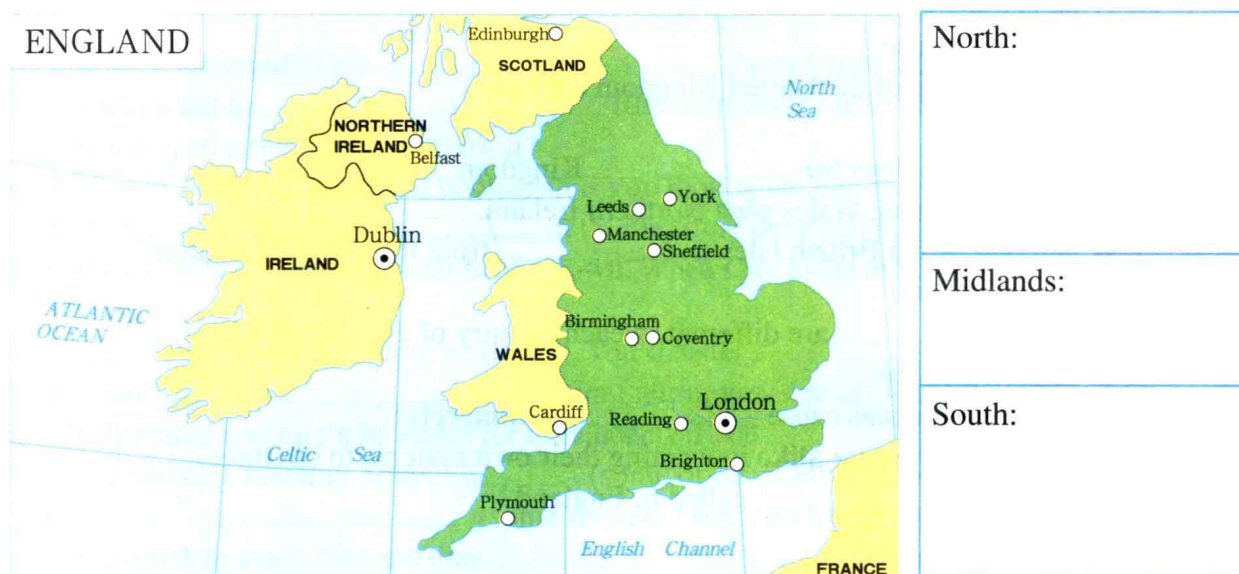 ENGLAND
Edinburgh
SCOTLAND
North
Sea
NORTHERN
IRELAND
Belfast
York
Leeds
Manchester
Sheffield
Dublin
IRELAND
ATLANTIC
OCEAN
Birmingham
Coventry
WALES
Cardiff
Reading
London
Celtic Sea
Brighton
Plymouth
English Channel
FRANCE
North:
Midlands:
South: